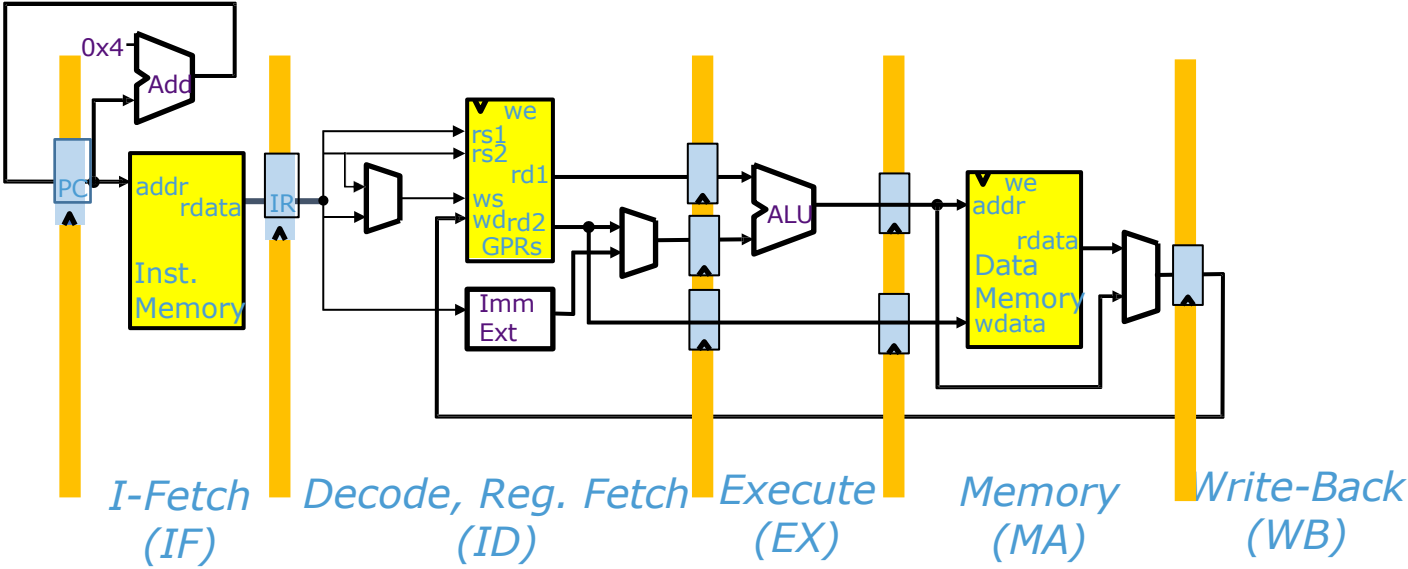 0x4
Add
PC
addr
rdata
Inst.
Memory
IR
we
rs1
rs2
rd1
ws
wd rd2
GPRs
Imm
Ext
ALU
we
addr
rdata
Data
Memory
wdata
I-Fetch
(IF)
Decode, Reg. Fetch
(ID)
Execute
(EX)
Memory
(MA)
Write-Back
(WB)